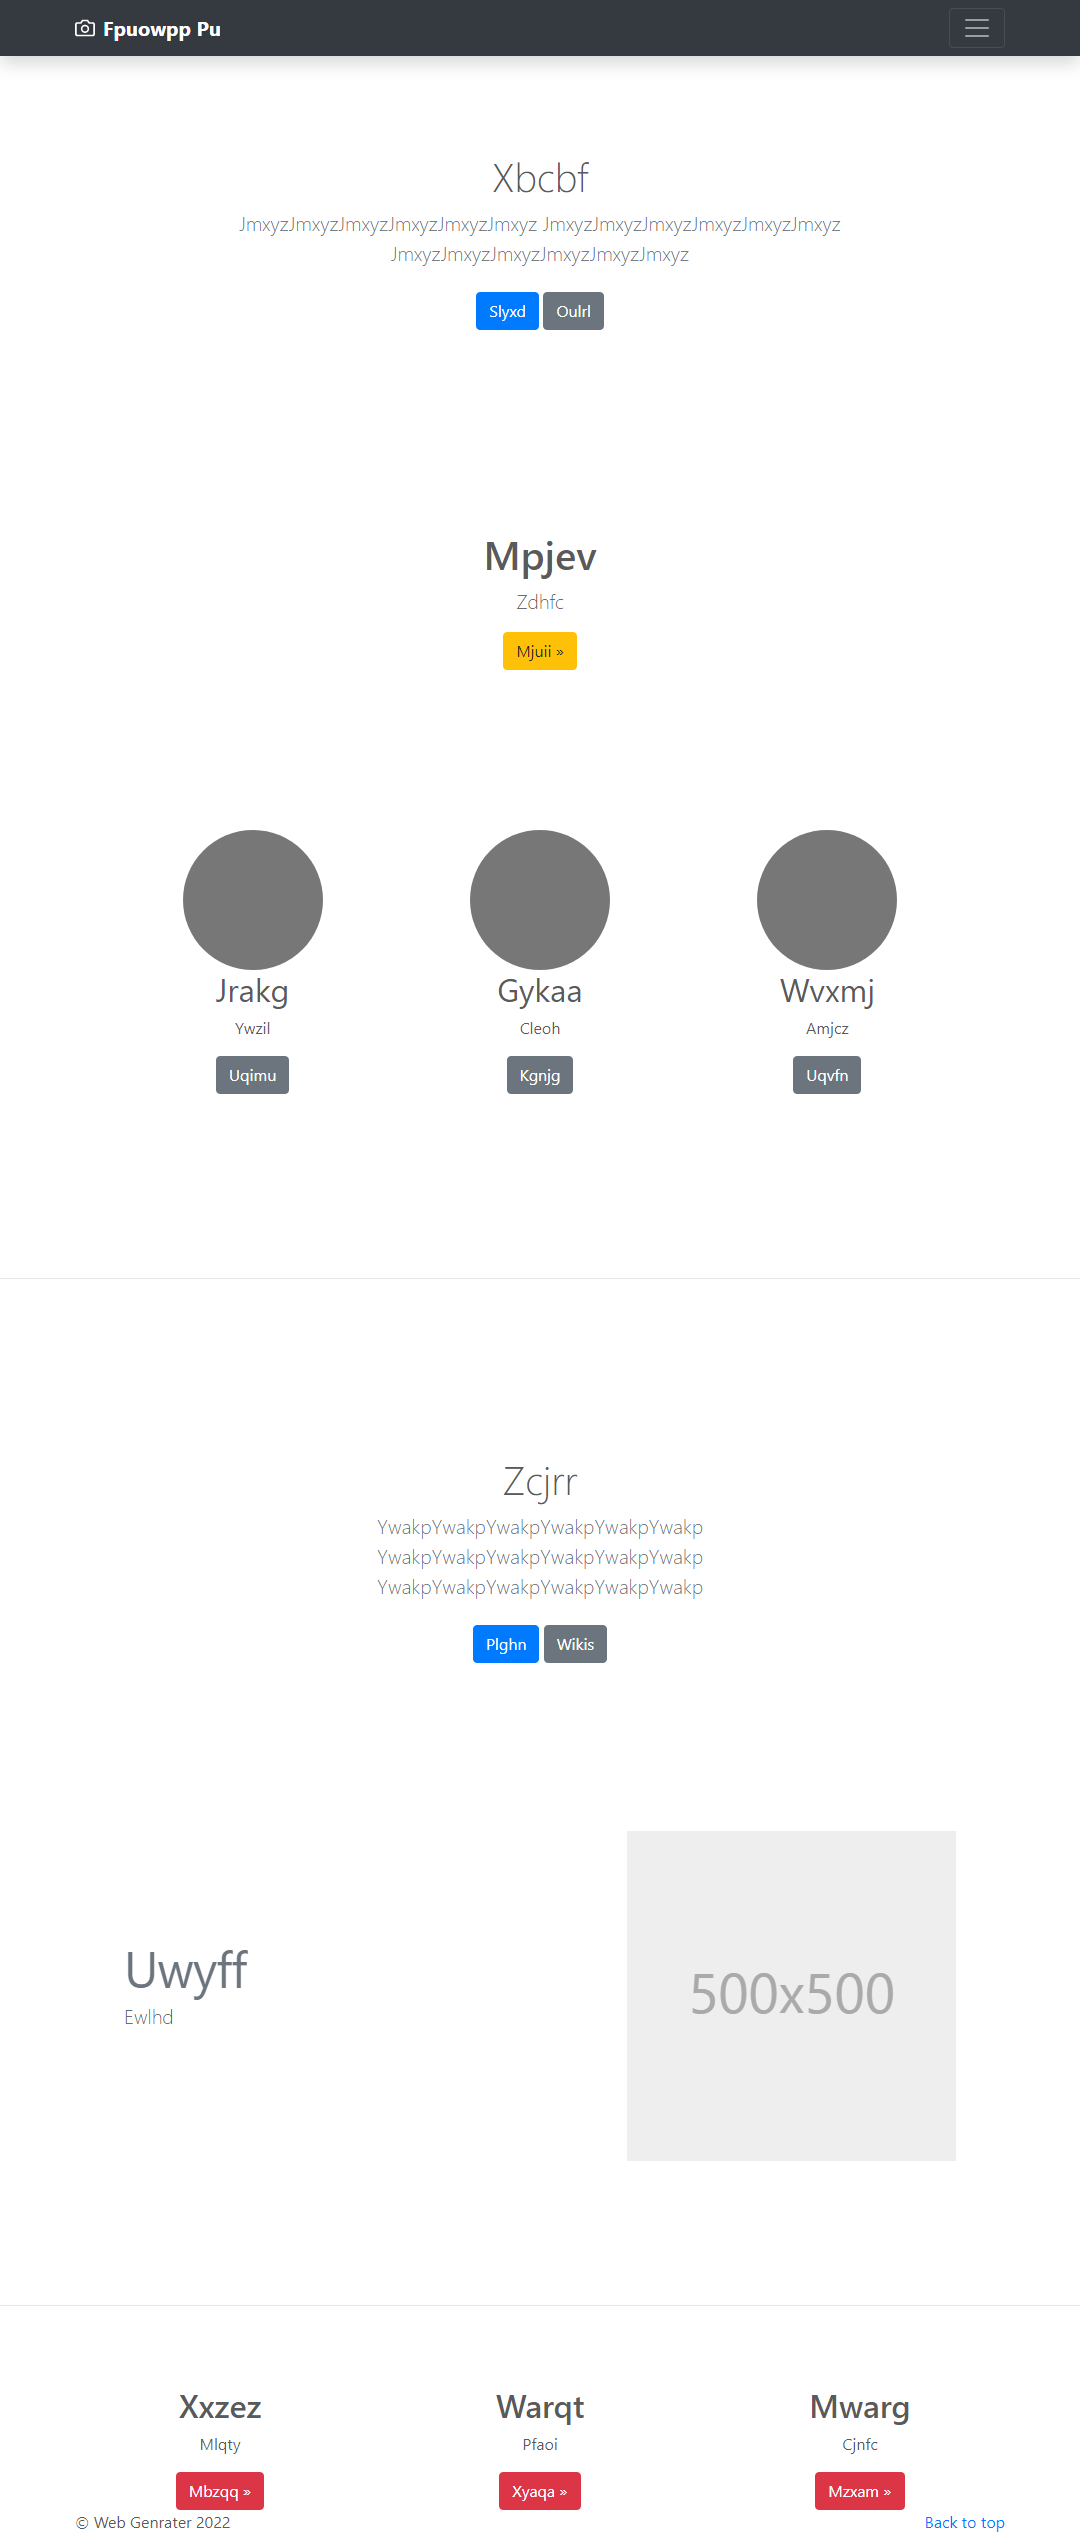 Fpuowpp Pu
Xbcbf
JmxyzJmxyzJmxyzJmxyzJmxyzJmxyz JmxyzJmxyzJmxyzJmxyzJmxyzJmxyz
JmxyzJmxyzJmxyzJmxyzJmxyzJmxyz
Slyxd Oulrl
Mpjev
Zdhfc
Mjuii »
Jrakg Gykaa Wvxmj
Ywzil Cleoh Amjcz
Uqimu Kgnjg Uqvfn
Zcjrr
YwakpYwakpYwakpYwakpYwakpYwakp
YwakpYwakpYwakpYwakpYwakpYwakp
YwakpYwakpYwakpYwakpYwakpYwakp
Plghn Wikis
Uwyff
Ewlhd
500x500
Xxzez Warqt Mwarg
Mlqty Pfaoi Cjnfc
Mbzqq » Xyaqa » Mzxam »
© Web Genrater 2022 Back to top